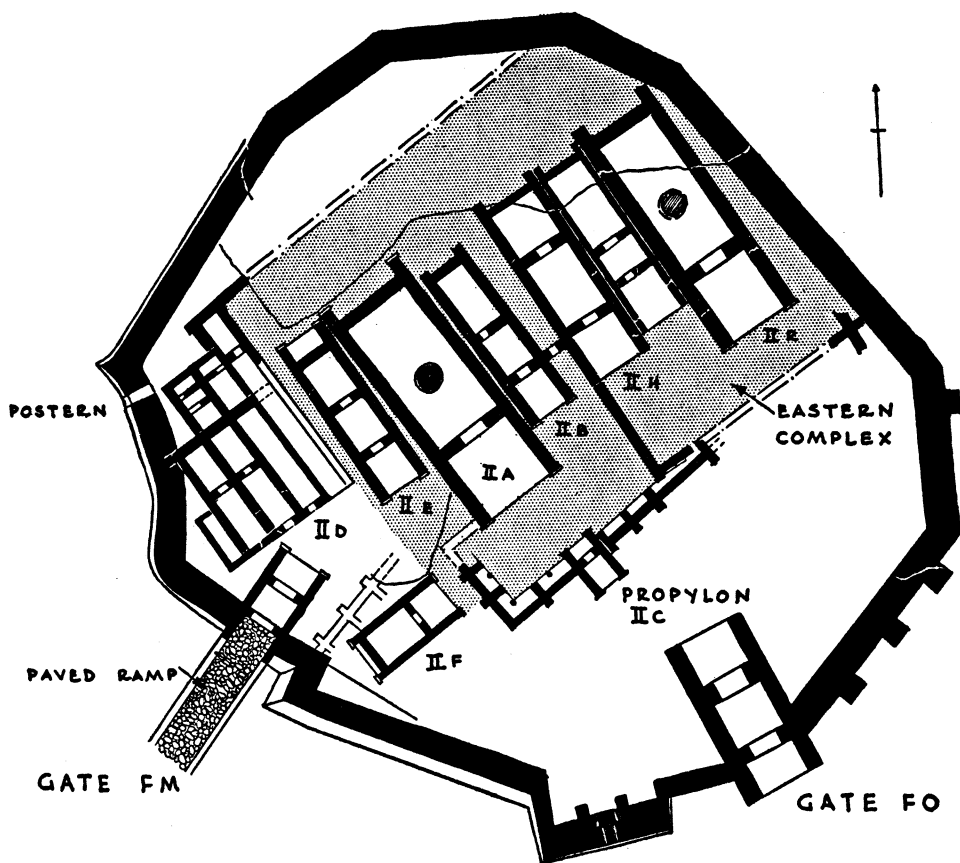 POSTERN
IIR
IIH
EASTERN
COMPLEX
IIB
IIA
IIE
IID
PROPYLON
IIC
IIF
PAVED RAMP
GATE FM
GATE FO